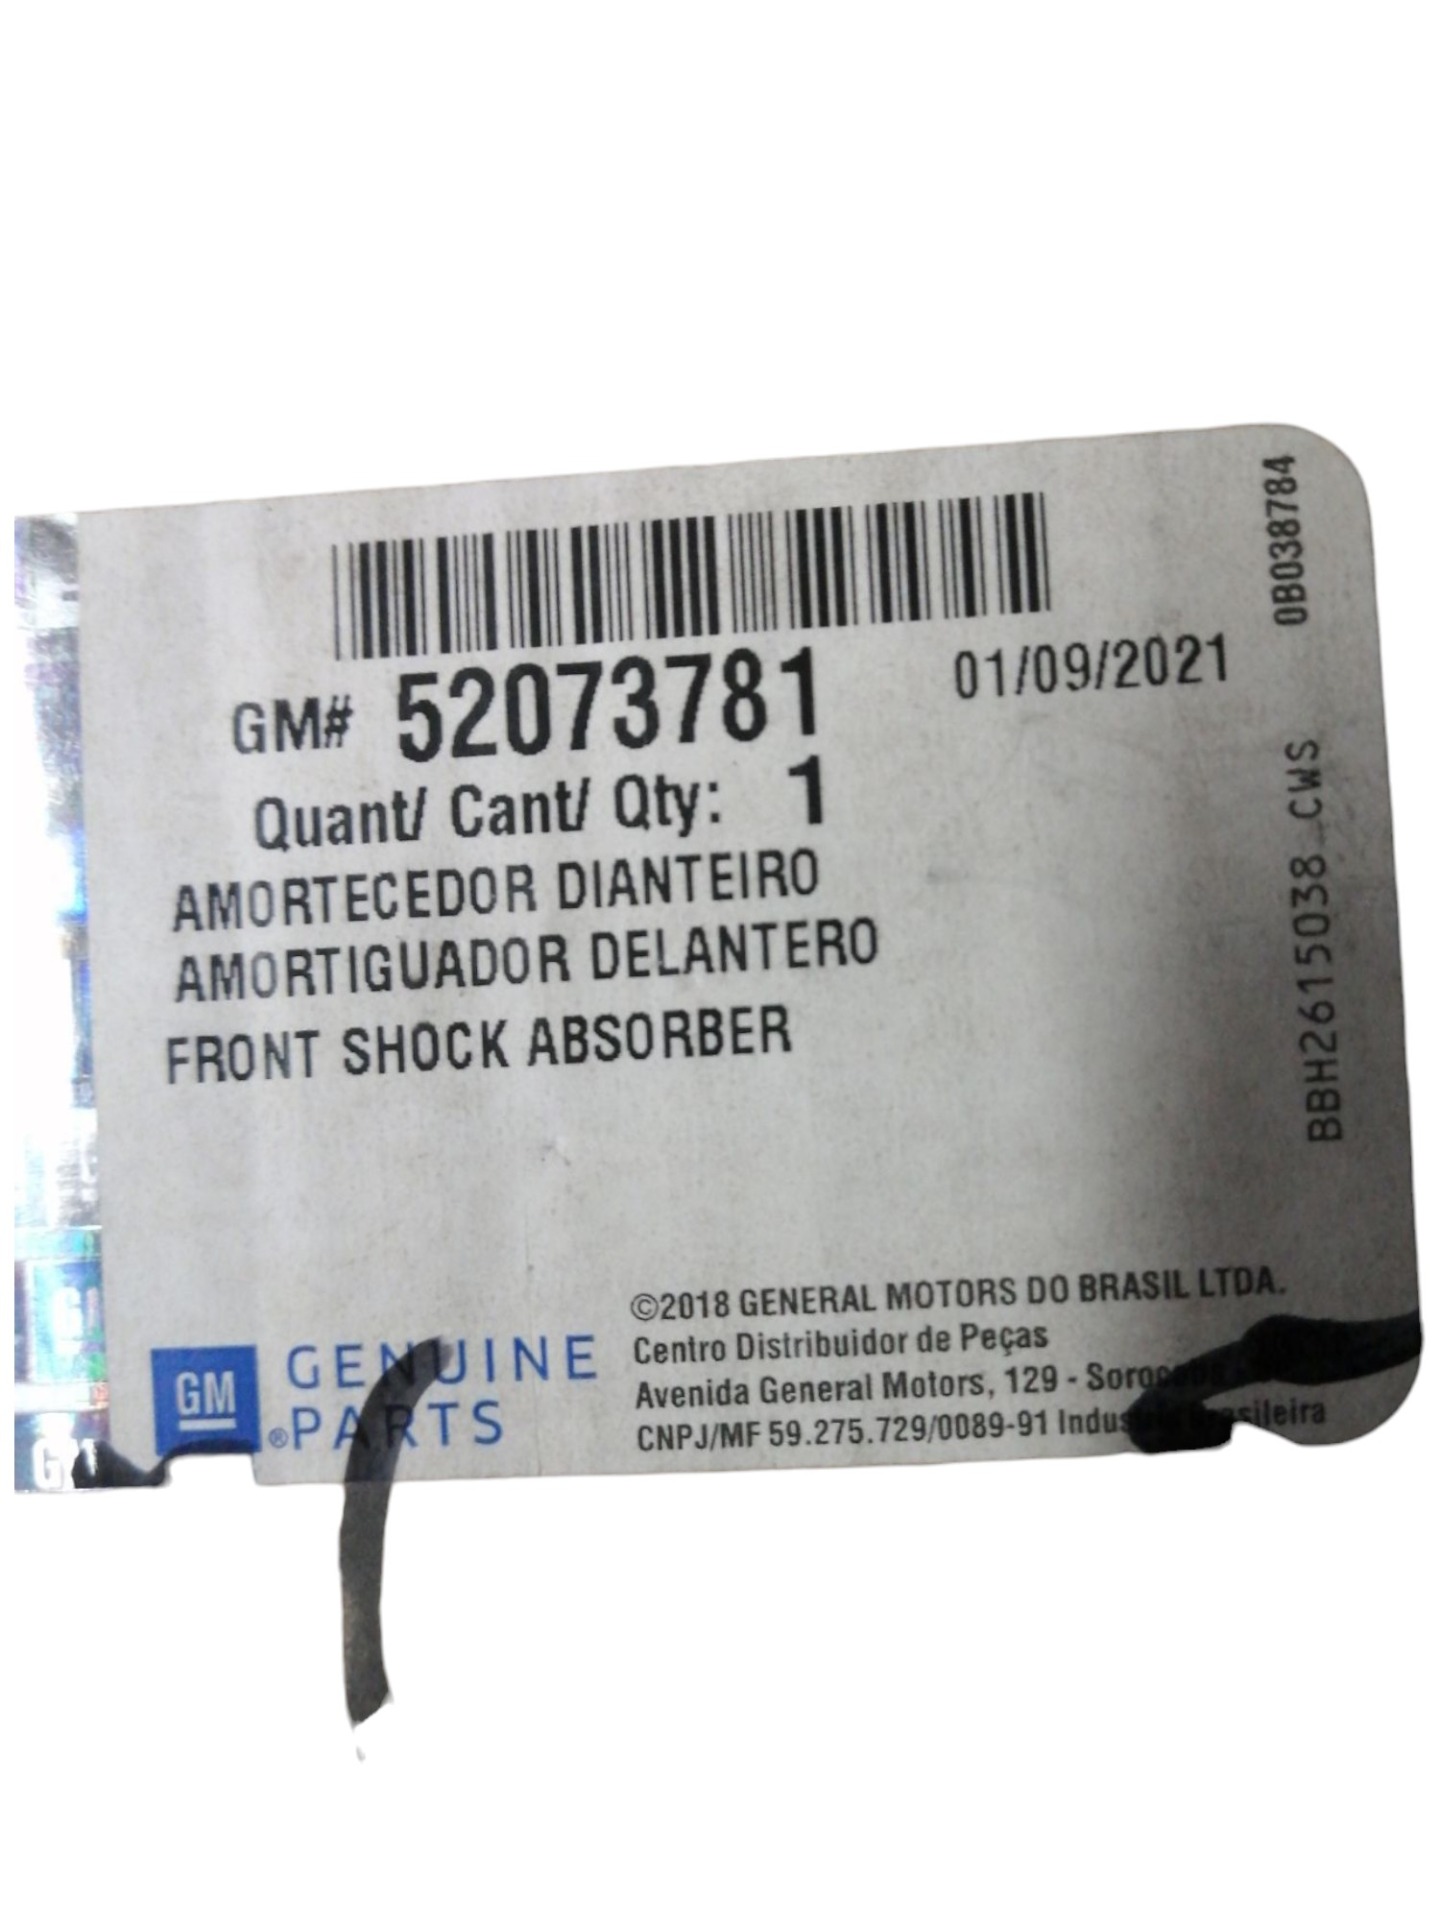 GM# 52073781 01/09/2021
Quant/ Cant/ Qty: 1
AMORTECEDOR DIANTEIRO
AMORTIGUADOR DELANTERO
FRONT SHOCK ABSORBER
0B038784
BBH2615038_CWS
GM
GENUINE
®PARTS
©2018 GENERAL MOTORS DO BRASIL LTDA.
Centro Distribuidor de Peças
Avenida General Motors, 129 -
CNPJ/MF 59.275.729/0089-91 Brasileira